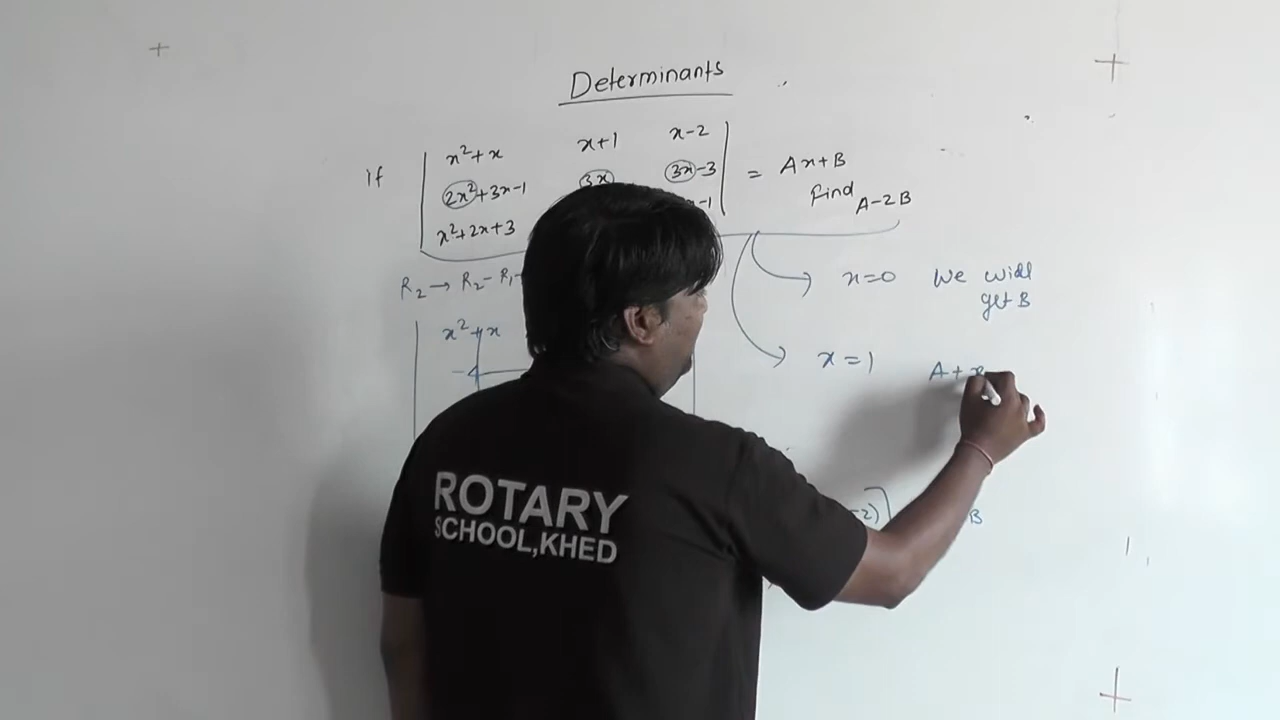 Determinants
If | x²+x x+1 x-2 |
| 2x²+3x-1 3x 3x-3 | = Ax+B
| x²+2x+3 x-1 |
Find A-2B
R₂ → R₂ - R₁ -
x=0 We will get B
x²+x
x=1 A+
-2)] B
ROTARY
SCHOOL,KHED